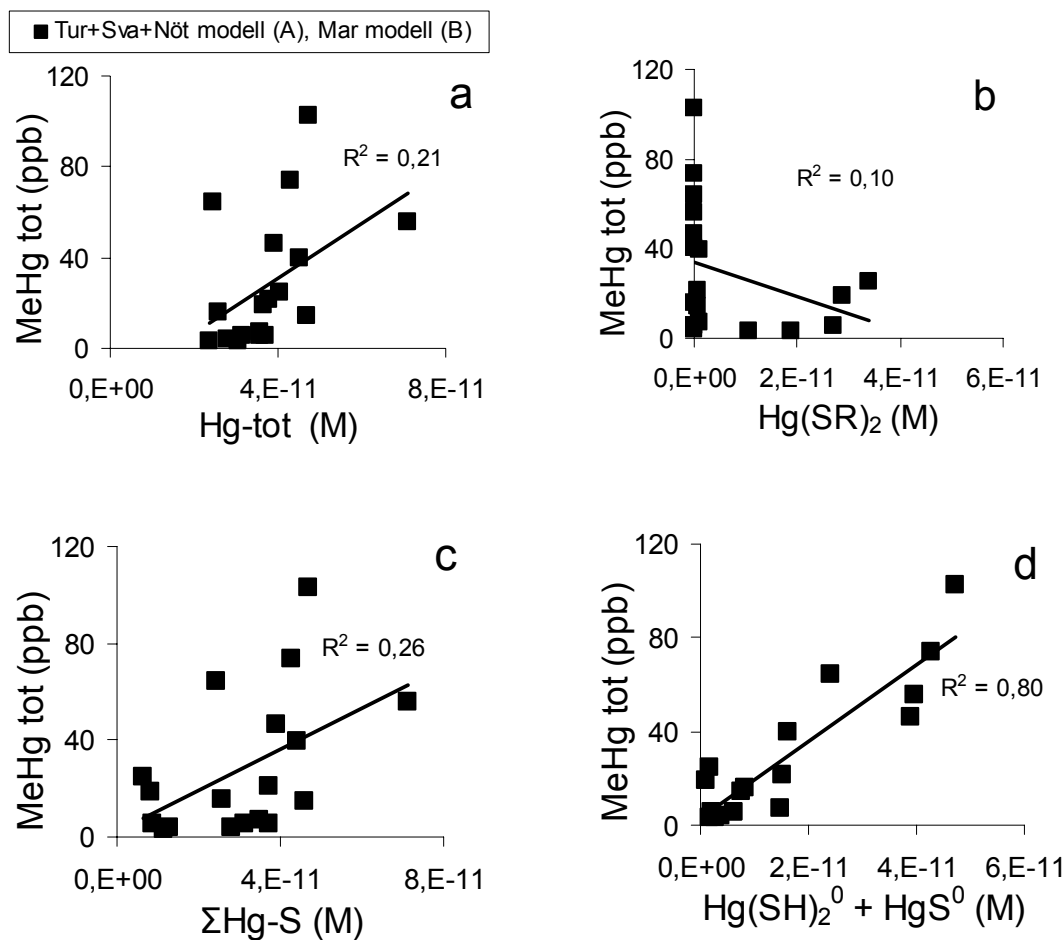 Tur+Sva+Nöt modell (A), Mar modell (B)
a
MeHg tot (ppb)
120
80
40
0
R² = 0,21
0,E+00 4,E-11 8,E-11
Hg-tot (M)
b
MeHg tot (ppb)
120
80
40
0
R² = 0,10
0,E+00 2,E-11 4,E-11 6,E-11
Hg(SR)₂ (M)
c
MeHg tot (ppb)
120
80
40
0
R² = 0,26
0,E+00 4,E-11 8,E-11
ΣHg-S (M)
d
MeHg tot (ppb)
120
80
40
0
R² = 0,80
0,E+00 2,E-11 4,E-11 6,E-11
Hg(SH)₂⁰ + HgS⁰ (M)